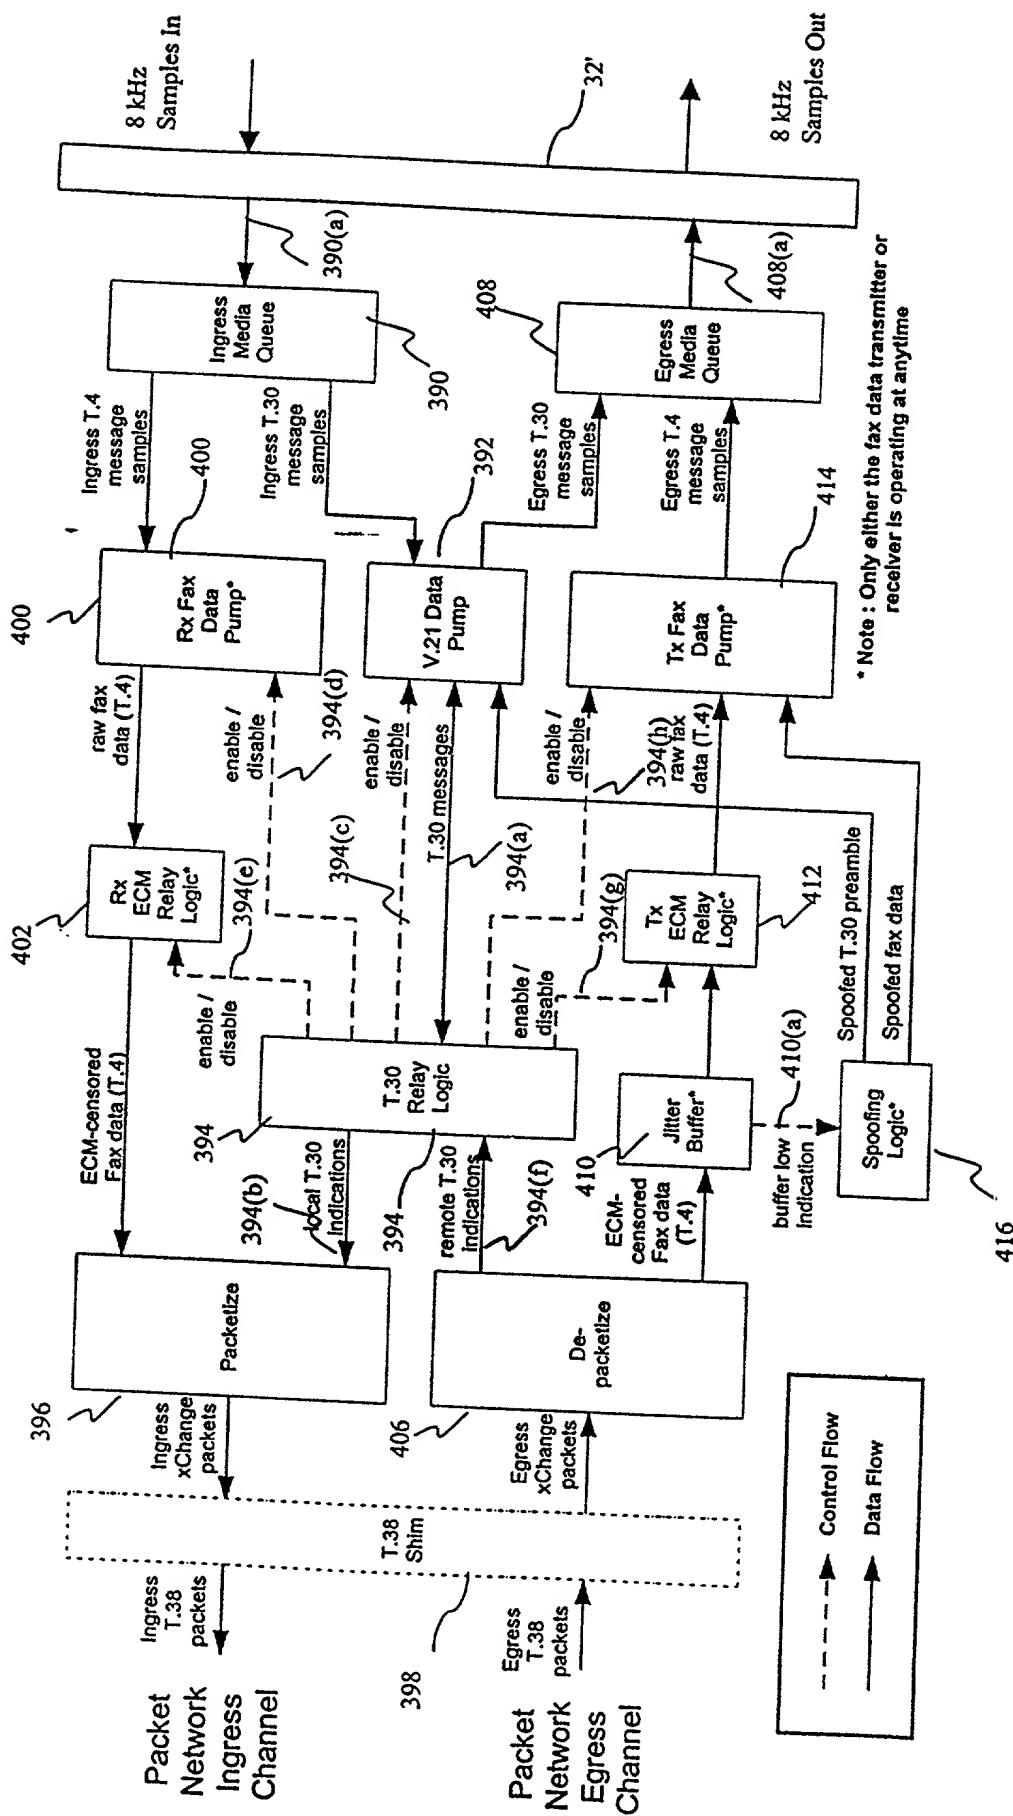 8 kHz
Samples In
32'
8 kHz
Samples Out
390(a)
408(a)
Ingress
Media
Queue
390
408
Egress
Media
Queue
Ingress T.4
message
samples
Ingress T.30
message
samples
Egress T.30
message
samples
Egress T.4
message
samples
400
400
Rx Fax
Data
Pump*
392
V.21 Data
Pump
414
Tx Fax
Data
Pump*
* Note : Only either the fax data transmitter or
receiver is operating at anytime
raw fax
data (T.4)
enable /
disable
394(d)
enable /
disable
394(c)
T.30 messages
394(a)
enable /
disable
394(h)
raw fax
data (T.4)
402
Rx
ECM
Relay
Logic*
394(e)
enable /
disable
394(g)
enable /
disable
Tx
ECM
Relay
Logic*
412
Spoofed T.30 preamble
Spoofed fax data
ECM-censored
Fax data (T.4)
394
T.30
Relay
Logic
394
394(b)
local T.30
Indications
remote T.30
Indications
394(f)
410
Jitter
Buffer*
410(a)
buffer low
Indication
Spoofing
Logic*
416
ECM-
censored
Fax data
(T.4)
396
Packetize
406
De-
packetize
Ingress
xChange
packets
Egress
xChange
packets
T.38
Shim
398
Ingress
T.38
packets
Egress
T.38
packets
Packet
Network
Ingress
Channel
Packet
Network
Egress
Channel
Control Flow
Data Flow